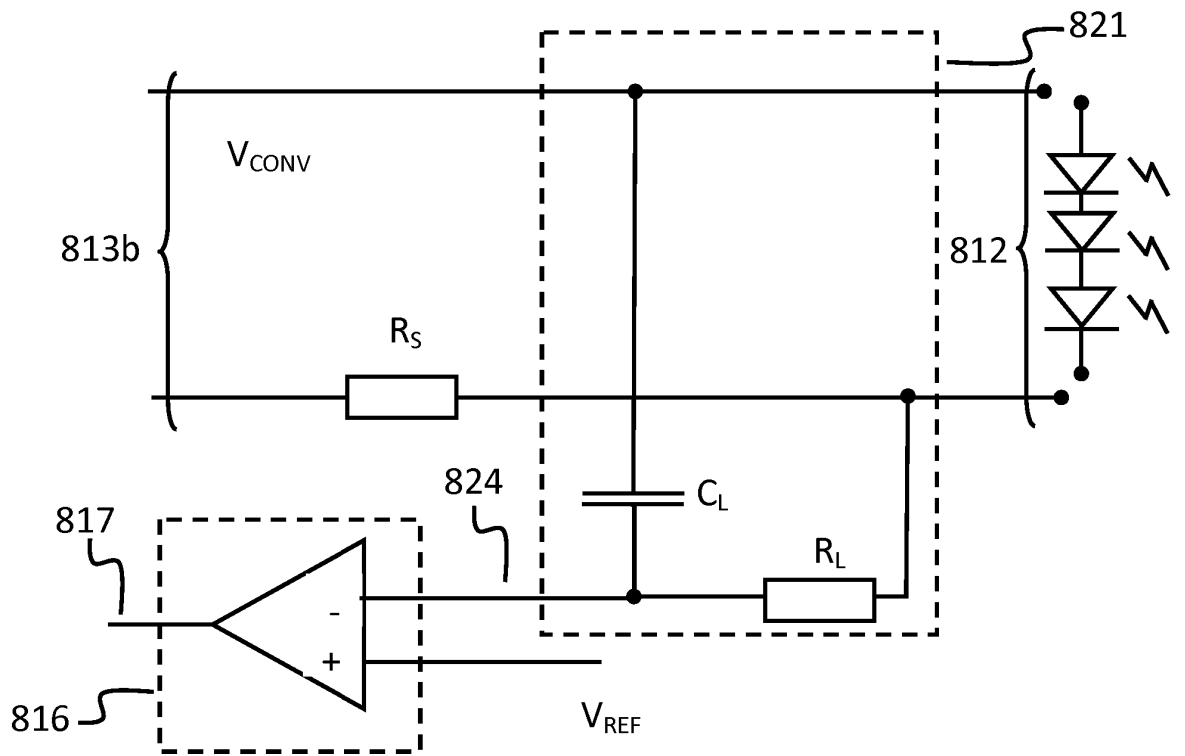 821
V_CONV
813b
812
R_S
824
C_L
817
R_L
-
+
816
V_REF